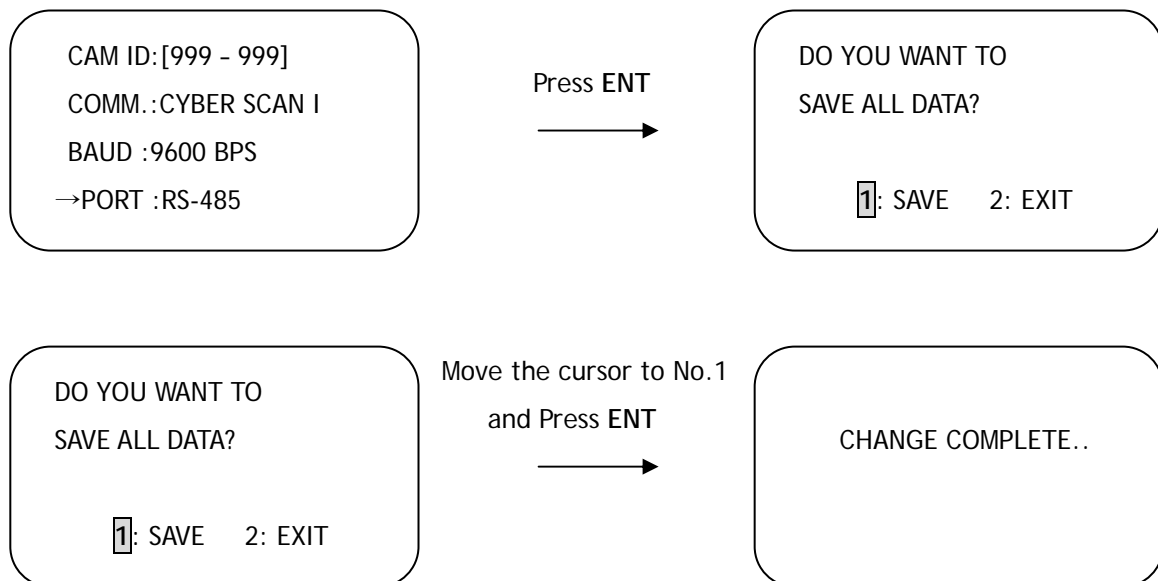 CAM ID:[999 – 999]
COMM.:CYBER SCAN I
BAUD :9600 BPS
→PORT :RS-485
Press ENT
DO YOU WANT TO
SAVE ALL DATA?
1: SAVE 2: EXIT
DO YOU WANT TO
SAVE ALL DATA?
1: SAVE 2: EXIT
Move the cursor to No.1
and Press ENT
CHANGE COMPLETE..